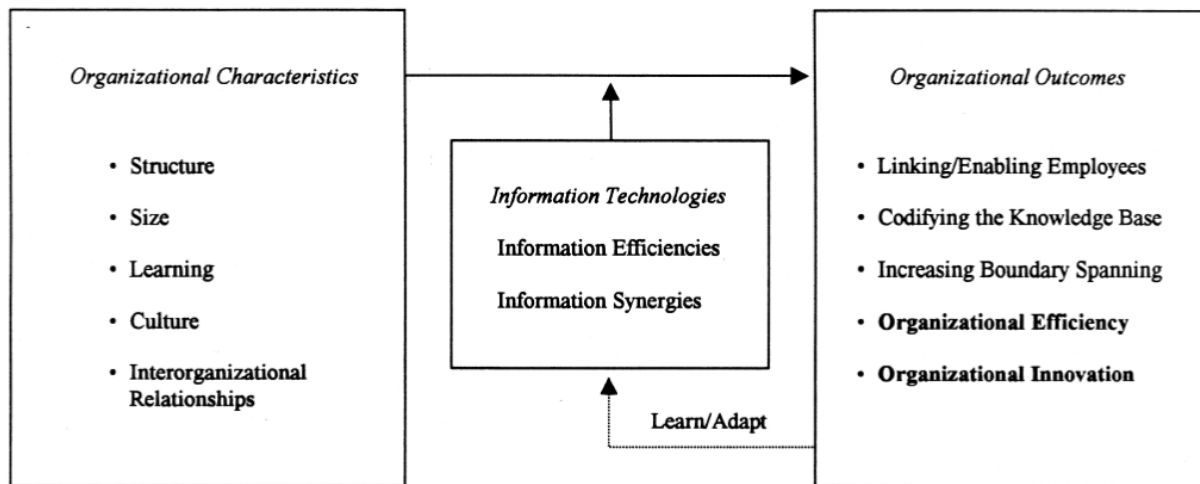 Organizational Characteristics
• Structure
• Size
• Learning
• Culture
• Interorganizational
Relationships
Information Technologies
Information Efficiencies
Information Synergies
Learn/Adapt
Organizational Outcomes
• Linking/Enabling Employees
• Codifying the Knowledge Base
• Increasing Boundary Spanning
• Organizational Efficiency
• Organizational Innovation